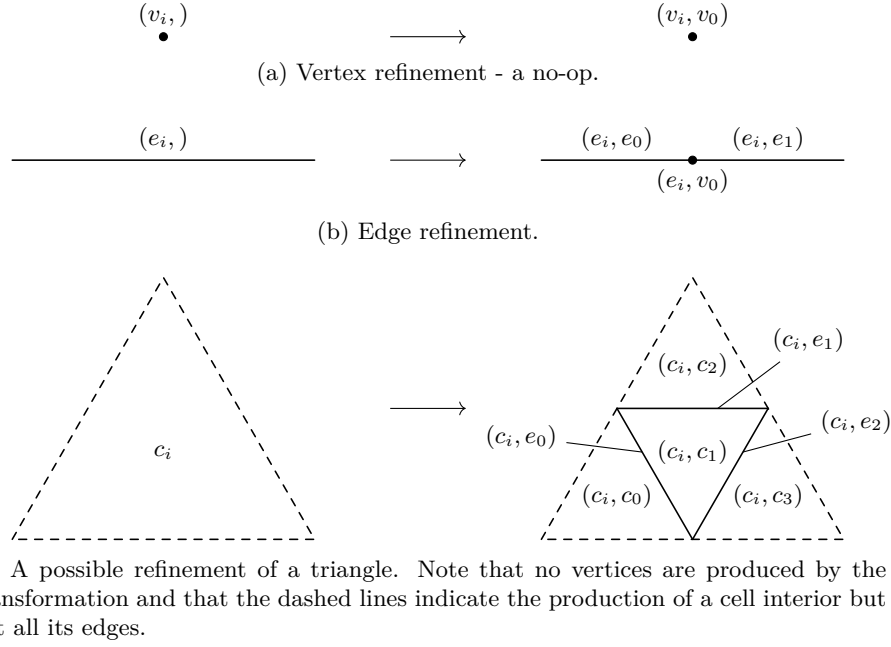 (v_i, ) (v_i, v_0)
(a) Vertex refinement - a no-op.
(e_i, ) (e_i, e_0) (e_i, e_1)
(e_i, v_0)
(b) Edge refinement.
(c_i, e_1)
(c_i, c_2)
(c_i, e_2)
(c_i, e_0)
c_i (c_i, c_1)
(c_i, c_0) (c_i, c_3)
A possible refinement of a triangle. Note that no vertices are produced by the
nsformation and that the dashed lines indicate the production of a cell interior but
t all its edges.